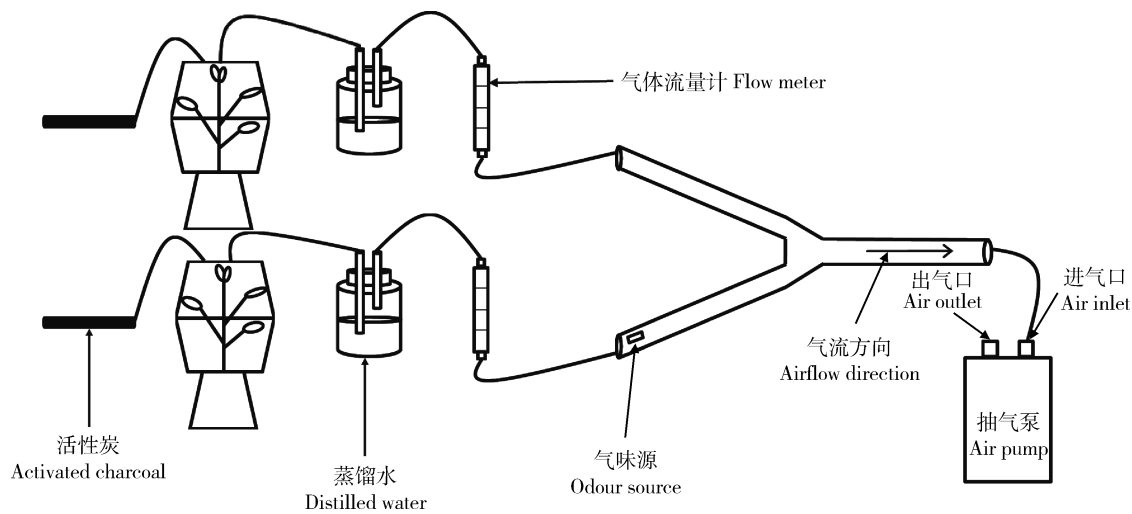 气体流量计 Flow meter
出气口
Air outlet
进气口
Air inlet
气流方向
Airflow direction
抽气泵
Air pump
活性炭
Activated charcoal
蒸馏水
Distilled water
气味源
Odour source